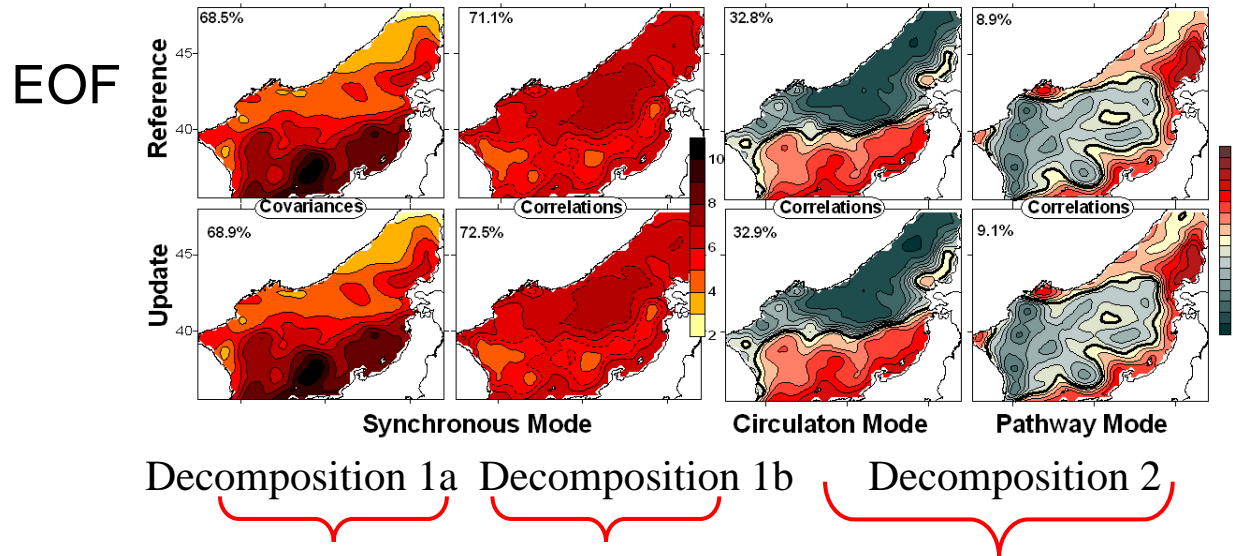 EOF
Reference
Update
68.5%
71.1%
32.8%
8.9%
45
40
Covariances
Correlations
Correlations
Correlations
68.9%
72.5%
32.9%
9.1%
45
40
10
8
6
4
2
Synchronous Mode
Circulaton Mode
Pathway Mode
Decomposition 1a
Decomposition 1b
Decomposition 2